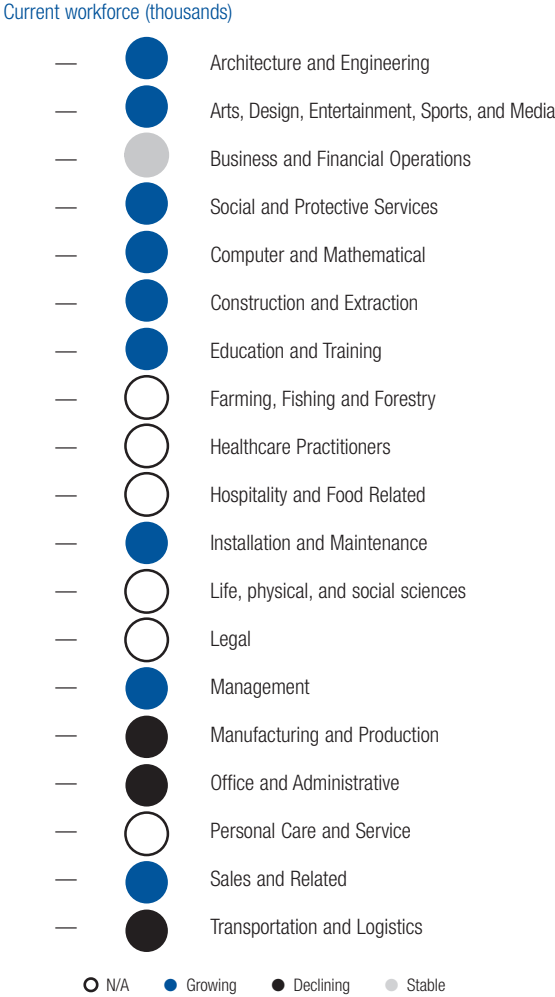 Current workforce (thousands)
— Architecture and Engineering
— Arts, Design, Entertainment, Sports, and Media
— Business and Financial Operations
— Social and Protective Services
— Computer and Mathematical
— Construction and Extraction
— Education and Training
— Farming, Fishing and Forestry
— Healthcare Practitioners
— Hospitality and Food Related
— Installation and Maintenance
— Life, physical, and social sciences
— Legal
— Management
— Manufacturing and Production
— Office and Administrative
— Personal Care and Service
— Sales and Related
— Transportation and Logistics
N/A Growing Declining Stable